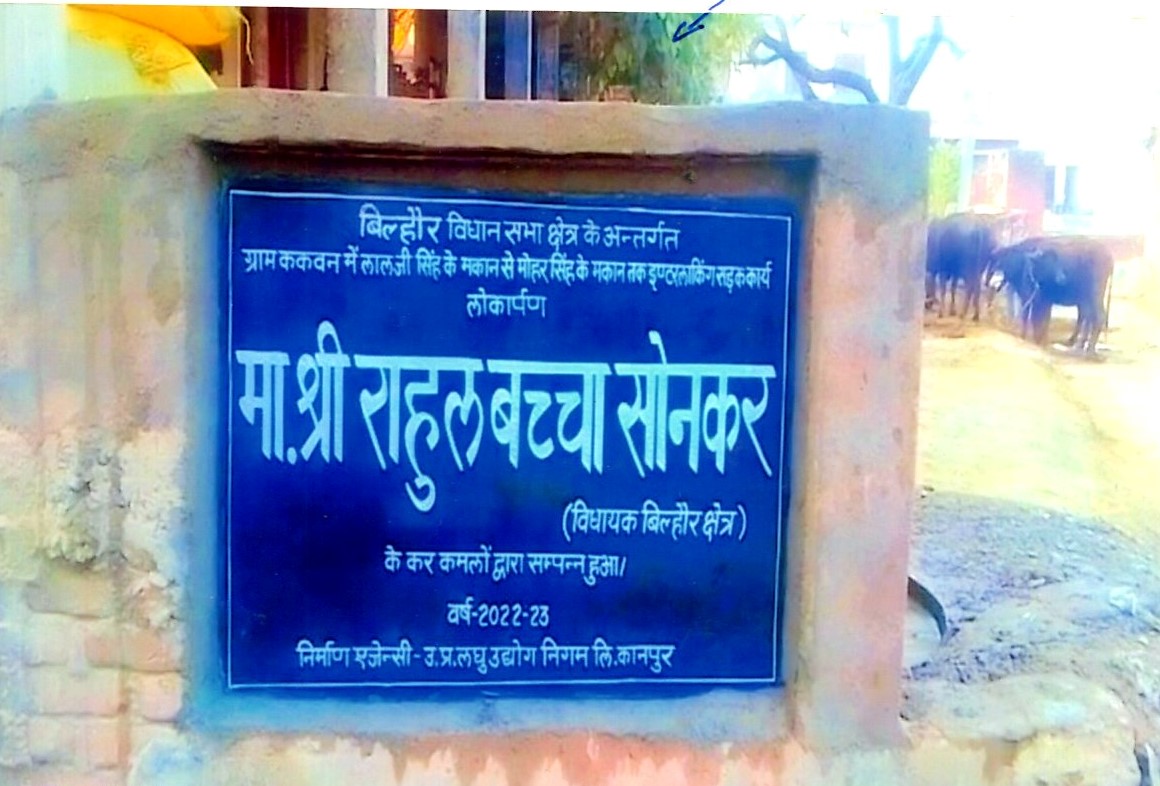 बिल्हौर विधान सभा क्षेत्र के अन्तर्गत
ग्राम ककवन में लालजी सिंह के मकान से मोहर सिंह के मकान तक इण्टरलाकिंग सड़क कार्य
लोकार्पण
मा. श्री राहुल बच्चा सोनकर
(विधायक बिल्हौर क्षेत्र)
के कर कमलों द्वारा सम्पन्न हुआ।
वर्ष-2022-23
निर्माण एजेन्सी - उ.प्र.लघु उद्योग निगम लि.कानपुर